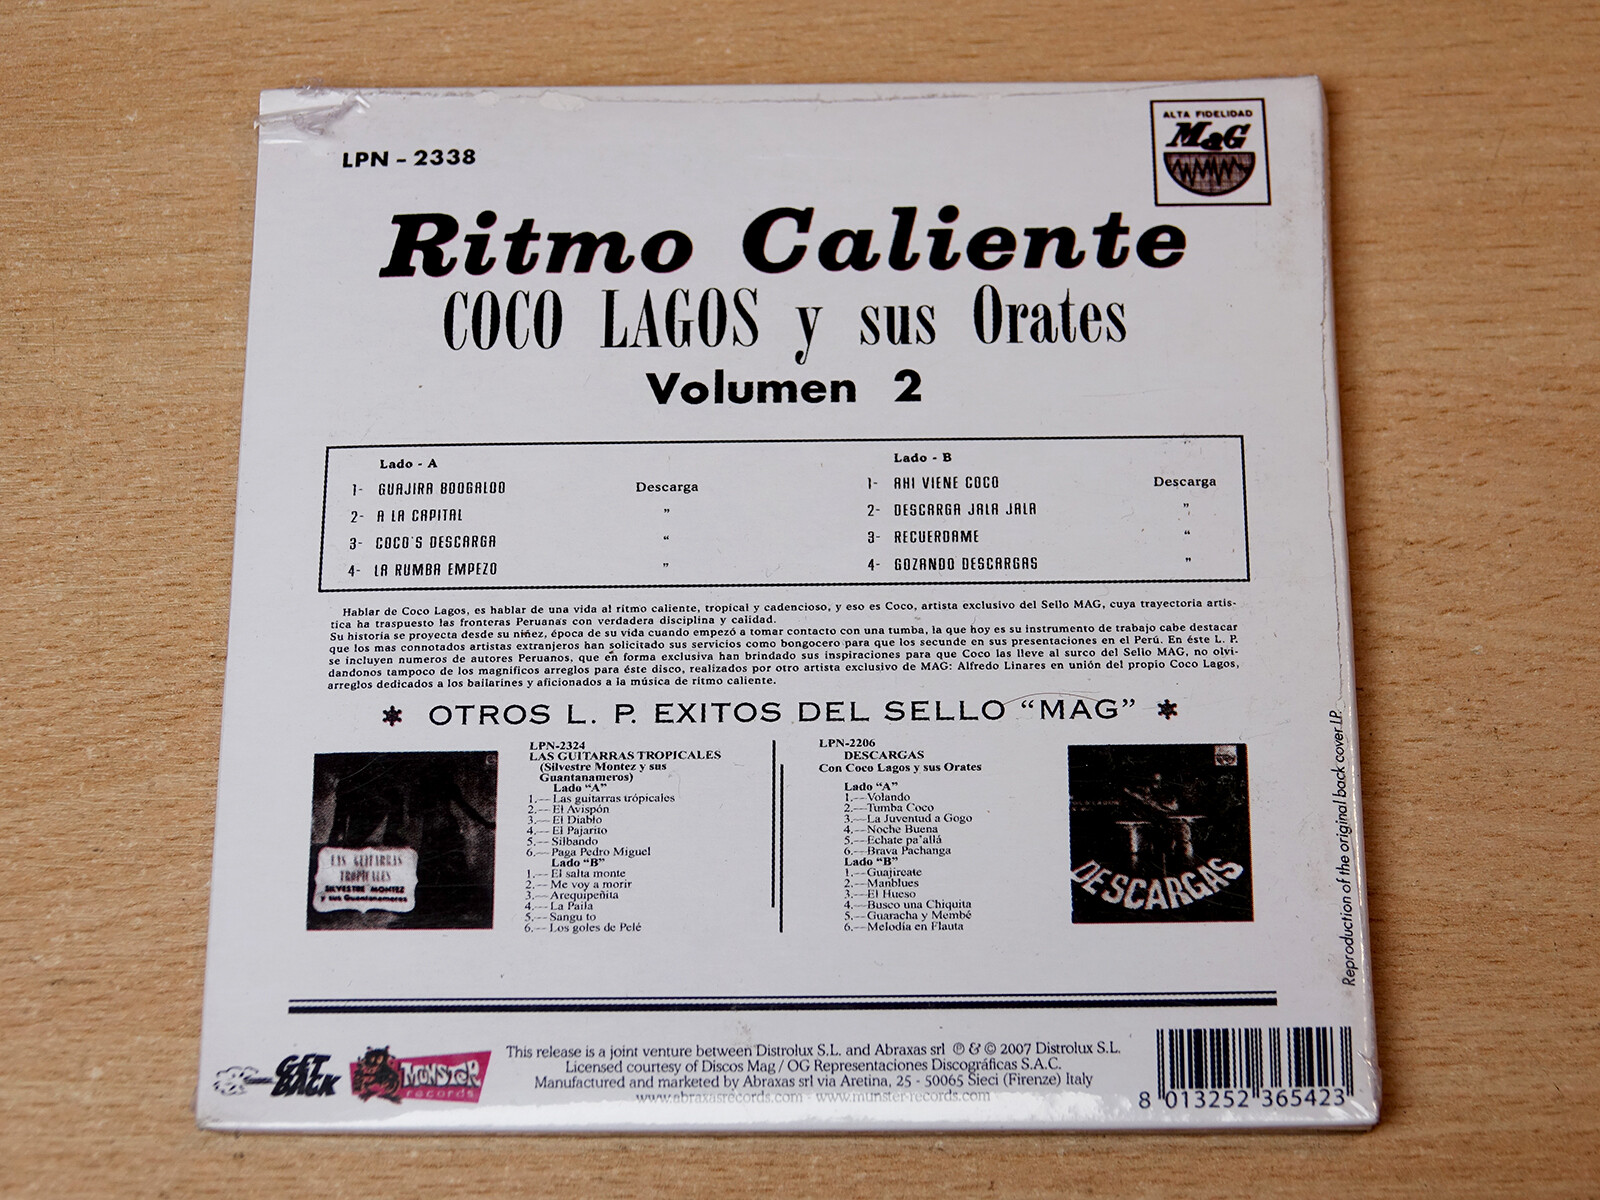 LPN - 2338
ALTA FIDELIDAD
MaG
Ritmo Caliente
COCO LAGOS y sus Orates
Volumen 2
Lado - A
1- GUAJIRA BOOGALOO Descarga
2- A LA CAPITAL ”
3- COCO'S DESCARGA “
4- LA RUMBA EMPEZO ”
Lado - B
1- AHI VIENE COCO Descarga
2- DESCARGA JALA JALA ”
3- RECUERDAME “
4- GOZANDO DESCARGAS ”
Hablar de Coco Lagos, es hablar de una vida al ritmo caliente, tropical y cadencioso, y eso es Coco, artista exclusivo del Sello MAG, cuya trayectoria artis-
tica ha traspuesto las fronteras Peruanas con verdadera disciplina y calidad.
Su historia se proyecta desde su niñez, época de su vida cuando empezó a tomar contacto con una tumba, la que hoy es su instrumento de trabajo cabe destacar
que los mas connotados artistas extranjeros han solicitado sus servicios como bongocero para que los secunde en sus presentaciones en el Perú. En éste L. P.
se incluyen numeros de autores Peruanos, que en forma exclusiva han brindado sus inspiraciones para que Coco las lleve al surco del Sello MAG, no olvi-
dandonos tampoco de los magníficos arreglos para éste disco, realizados por otro artista exclusivo de MAG: Alfredo Linares en unión del propio Coco Lagos,
arreglos dedicados a los bailarines y aficionados a la música de ritmo caliente.
OTROS L. P. EXITOS DEL SELLO “MAG”
LAS GUITARRAS
TROPICALES
SILVESTRE MONTEZ
y sus Guantanameros
LPN-2324
LAS GUITARRAS TROPICALES
(Silvestre Montez y sus
Guantanameros)
Lado “A”
1.— Las guitarras trópicales
2.— El Avispón
3.— El Diablo
4.— El Pajarito
5.— Silbando
6.— Paga Pedro Miguel
Lado “B”
1.— El salta monte
2.— Me voy a morir
3.— Arequipeñita
4.— La Paila
5.— Sangu to
6.— Los goles de Pelé
LPN-2206
DESCARGAS
Con Coco Lagos y sus Orates
Lado “A”
1.— Volando
2.— Tumba Coco
3.— La Juventud a Gogo
4.— Noche Buena
5.— Echate pa'allá
6.— Brava Pachanga
Lado “B”
1.— Guajireate
2.— Manblues
3.— El Hueso
4.— Busco una Chiquita
5.— Guaracha y Membé
6.— Melodia en Flauta
DESCARGAS
Reproduction of the original back cover LP.
GET
BACK
MUNSTER
records
This release is a joint venture between Distrolux S.L. and Abraxas srl ℗ & © 2007 Distrolux S.L.
Licensed courtesy of Discos Mag / OG Representaciones Discográficas S.A.C.
Manufactured and marketed by Abraxas srl via Aretina, 25 - 50065 Sieci (Firenze) Italy
www.abraxasrecords.com - www.munster-records.com
8 013252 365423